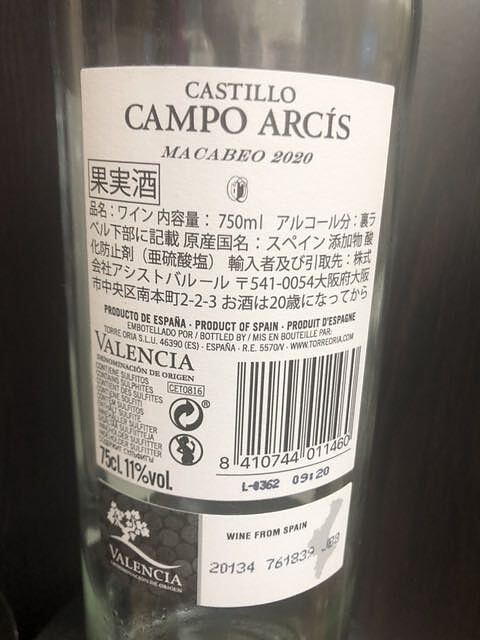 CASTILLO
CAMPO ARCÍS
MACABEO 2020
果実酒
品名：ワイン 内容量： 750ml アルコール分：裏ラ
ベル下部に記載 原産国名：スペイン 添加物 酸
化防止剤（亜硫酸塩） 輸入者及び引取先：株式
会社アシストバルール 〒541-0054大阪府大阪
市中央区南本町2-2-3 お酒は20歳になってから
PRODUCTO DE ESPAÑA · PRODUCT OF SPAIN · PRODUIT D'ESPAGNE
EMBOTELLADO POR / BOTTLED BY / MIS EN BOUTEILLE PAR:
TORRE ORIA S.L.U. 46390 (ES) - ESPAÑA - R.E. 5570/V - WWW.TORREORIA.COM
VALENCIA
DENOMINACIÓN DE ORIGEN
CONTIENE SULFITOS
CONTAINS SULPHITES
CONTIENT DES SULFITES
CET0816
75cl. 11%vol.
8 410744 011460
L-0362 09:20
WINE FROM SPAIN
VALENCIA
DENOMINACIÓN DE ORIGEN
20134 761839 JB9